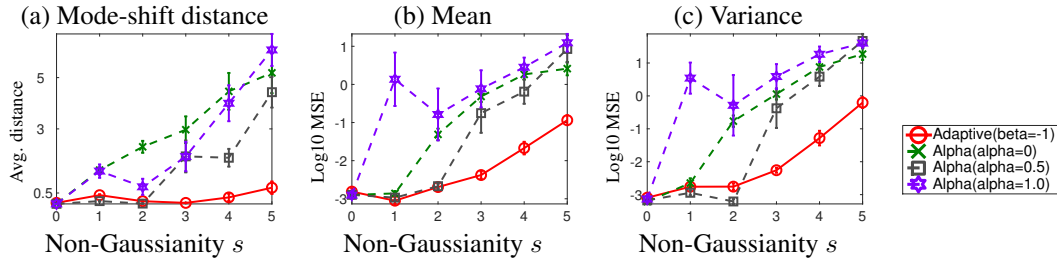 (a) Mode-shift distance
Avg. distance
5
3
0.5
0 1 2 3 4 5
Non-Gaussianity s
(b) Mean
Log10 MSE
1
0
-1
-2
-3
0 1 2 3 4 5
Non-Gaussianity s
(c) Variance
Log10 MSE
1
0
-1
-2
-3
0 1 2 3 4 5
Non-Gaussianity s
Adaptive(beta=-1)
Alpha(alpha=0)
Alpha(alpha=0.5)
Alpha(alpha=1.0)